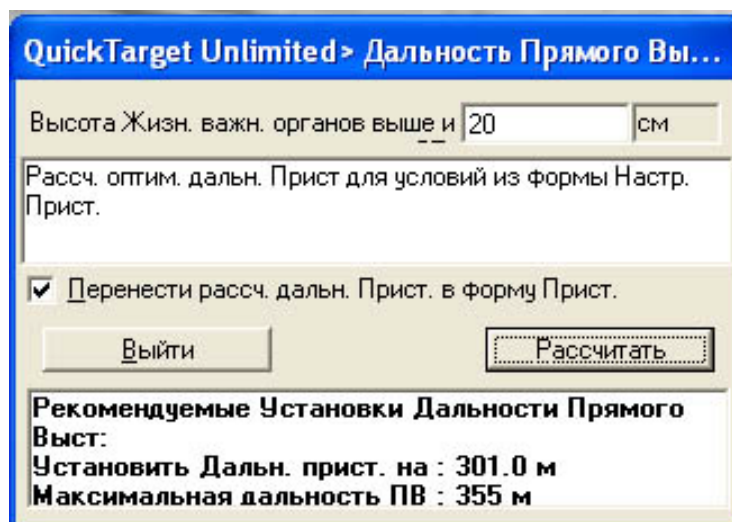 QuickTarget Unlimited> Дальность Прямого Вы...
Высота Жизн. важн. органов выше и 20 см
Рассч. оптим. дальн. Прист для условий из формы Настр.
Прист.
Перенести рассч. дальн. Прист. в форму Прист.
Выйти Рассчитать
Рекомендуемые Установки Дальности Прямого
Выст:
Установить Дальн. прист. на : 301.0 м
Максимальная дальность ПВ : 355 м